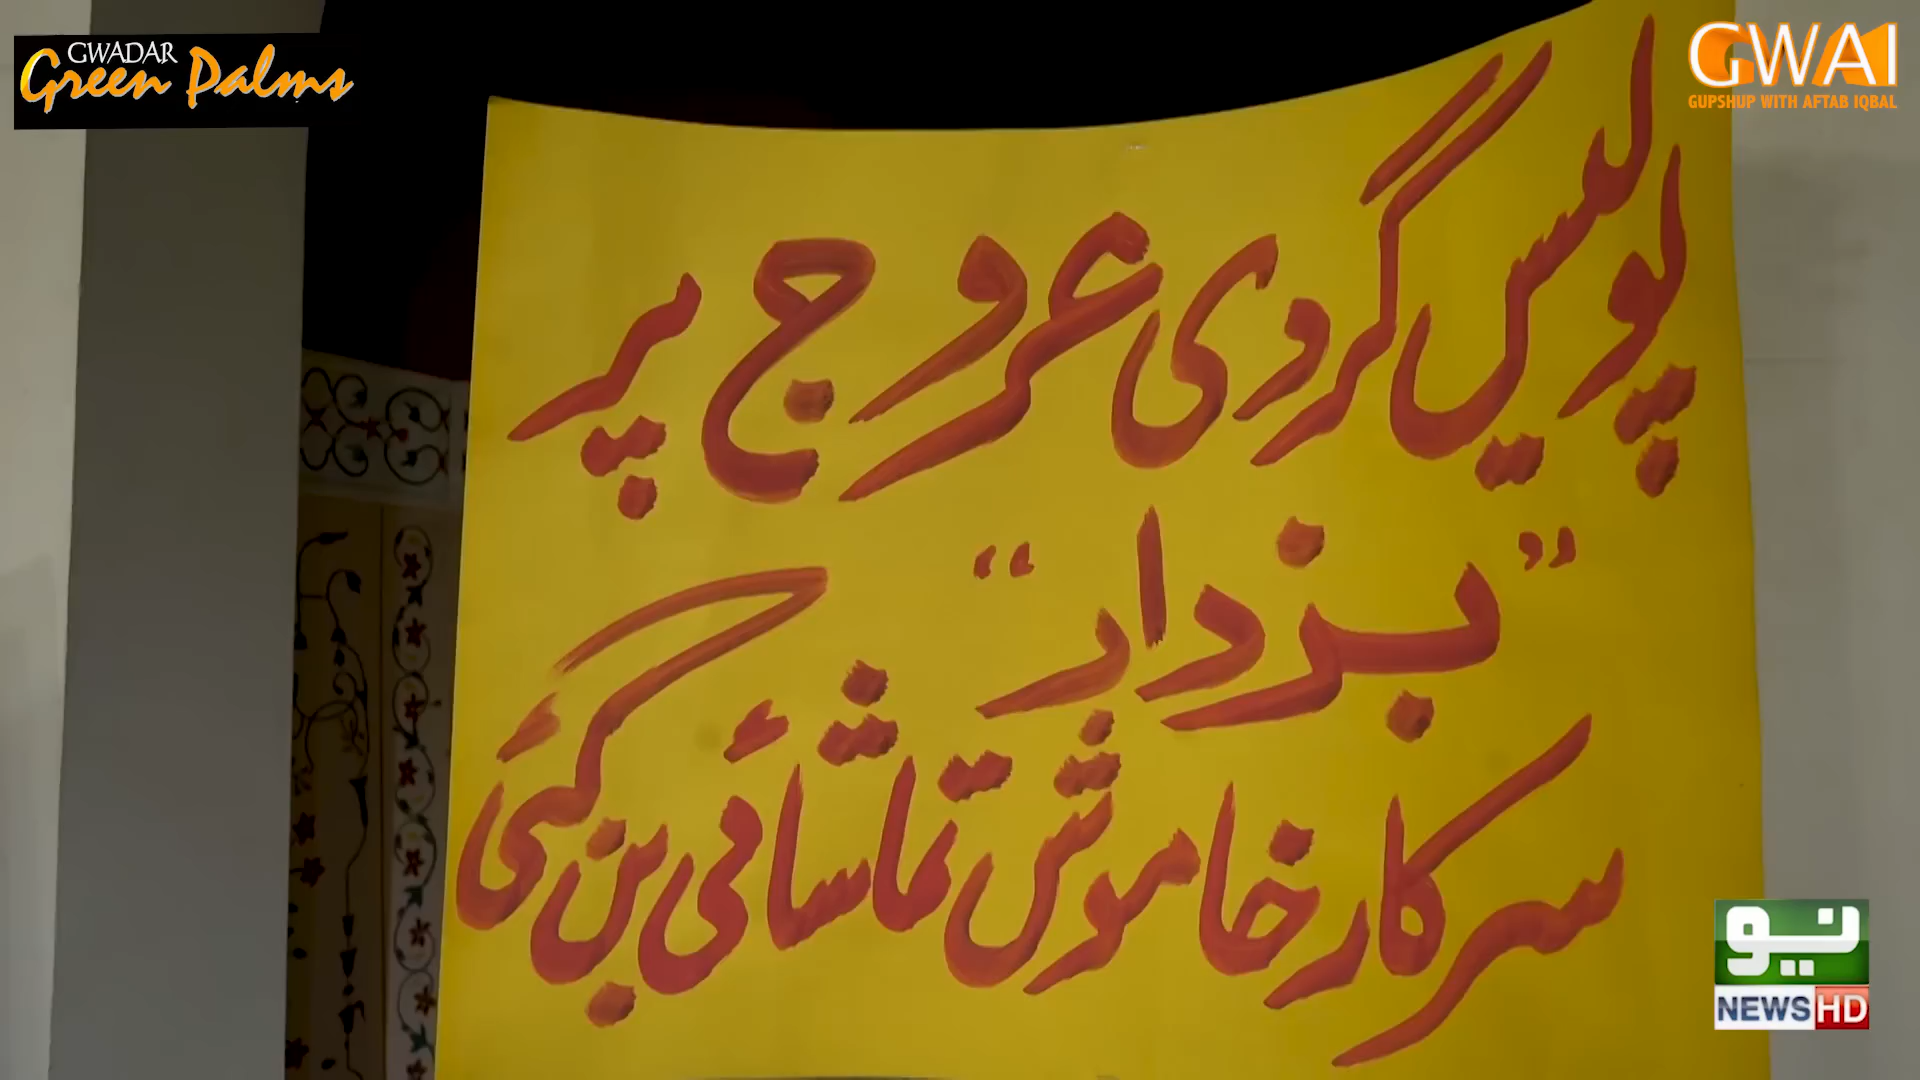 GWADAR
Green Palms
GWAI
GUPSHUP WITH AFTAB IQBAL
پولیس گردی عروج پر
"بزدار"
سرکار خاموش تماشائی بن گئی
نیو
NEWS HD